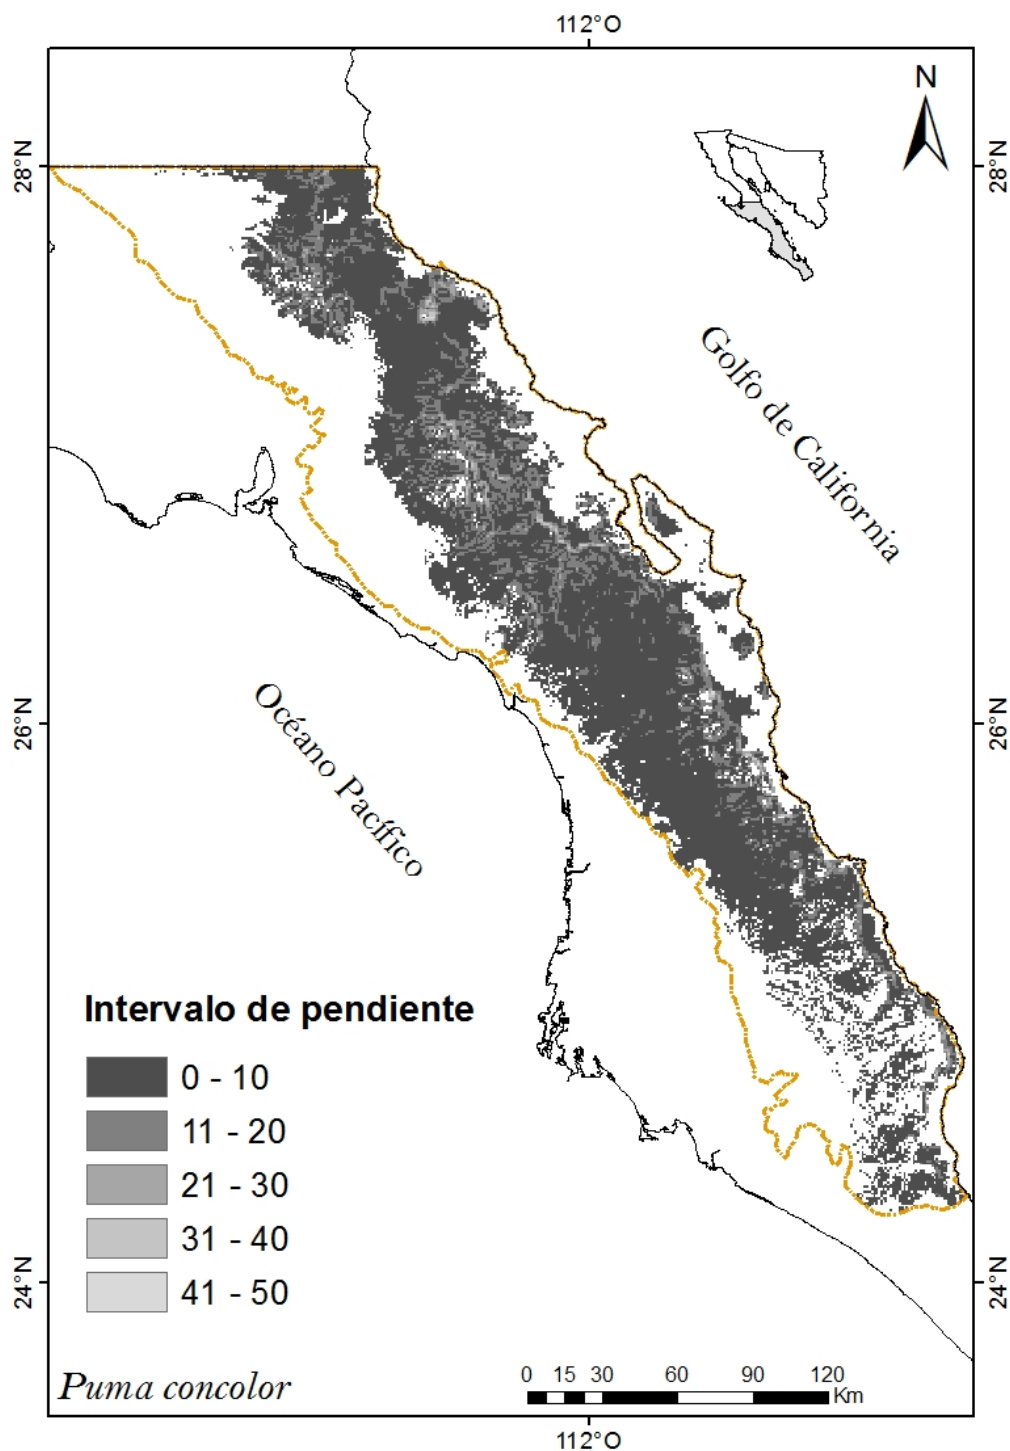 112°O
N
28°N
28°N
Golfo de California
26°N
26°N
Océano Pacífico
Intervalo de pendiente
0 - 10
11 - 20
21 - 30
31 - 40
41 - 50
24°N
24°N
Puma concolor
0 15 30 60 90 120
Km
112°O